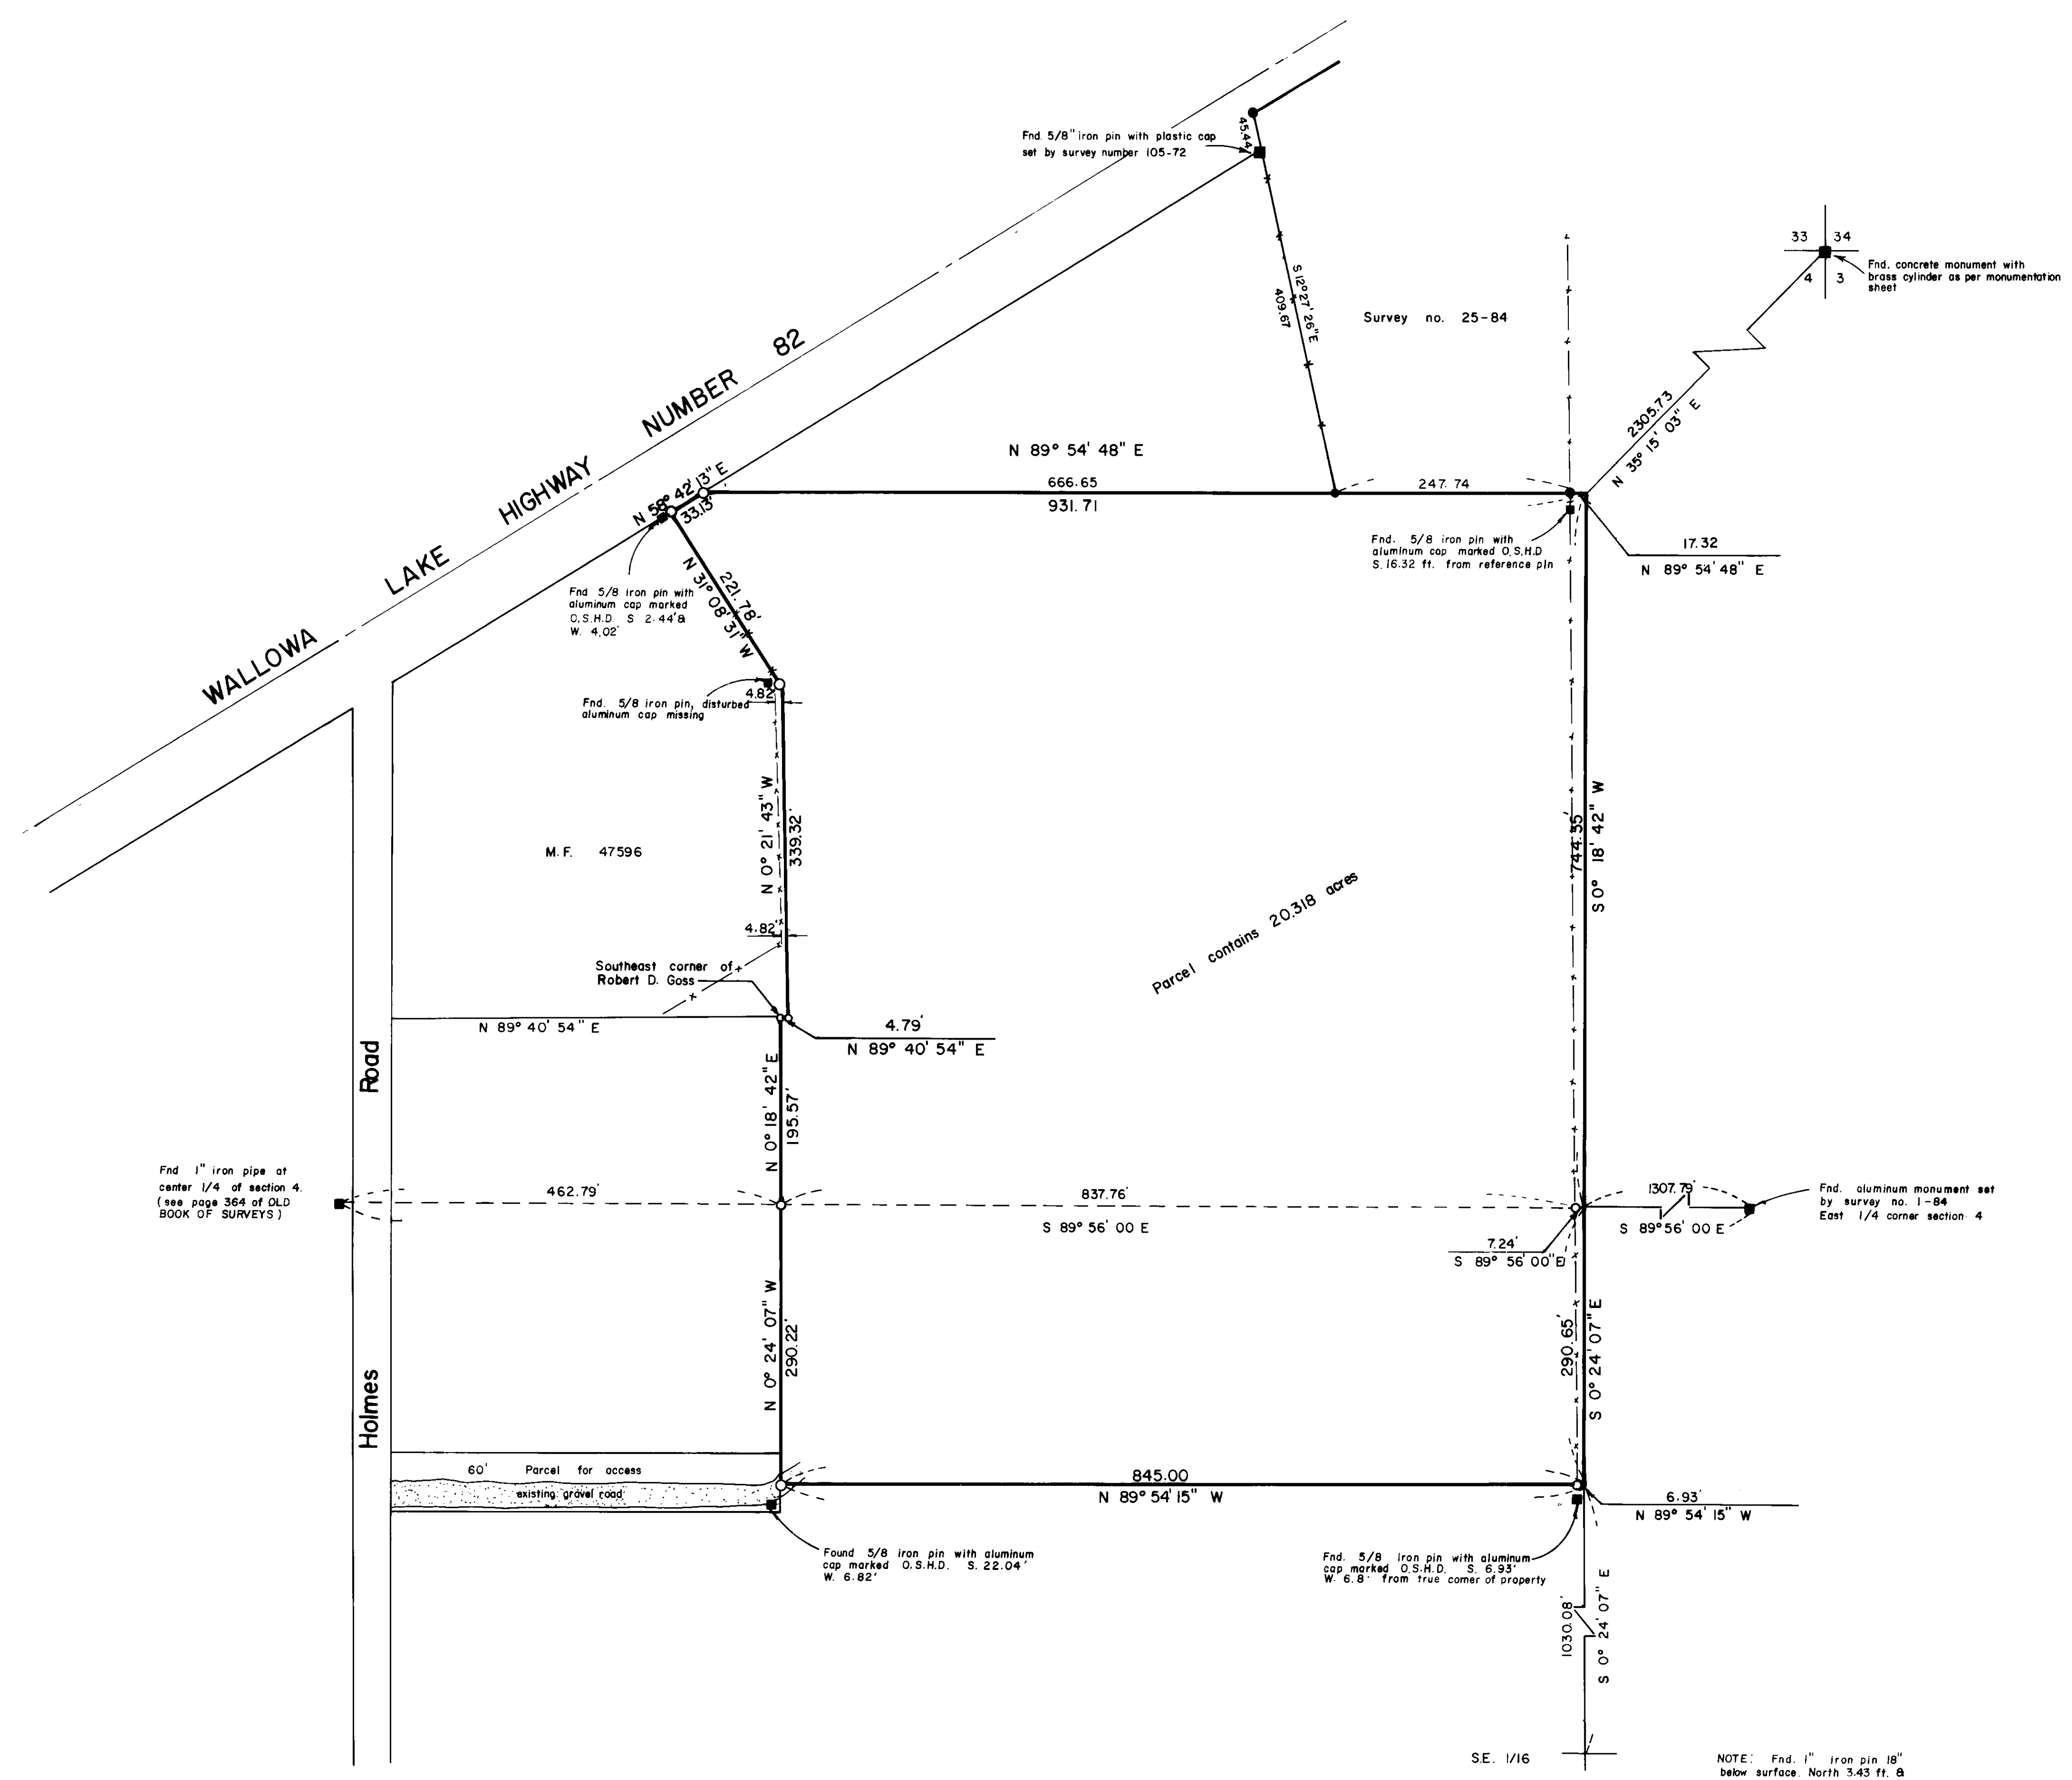 Fnd. 5/8" iron pin with plastic cap
set by survey number 105-72
45.44
33 34
4 3
Fnd. concrete monument with
brass cylinder as per monumentation
sheet
S 12° 27' 26" E
409.67
Survey no. 25-84
WALLOWA LAKE HIGHWAY NUMBER 82
2305.73
N 35° 15' 03" E
N 89° 54' 48" E
666.65
931.71
247.74
N 58° 42' 13" E
33.13'
Fnd. 5/8 iron pin with
aluminum cap marked O.S.H.D
S. 16.32 ft. from reference pin
17.32
N 89° 54' 48" E
221.78'
N 31° 08' 31" W
Fnd 5/8 iron pin with
aluminum cap marked
O.S.H.D. S 2.44' &
W. 4.02'
4.82'
Fnd. 5/8 iron pin, disturbed
aluminum cap missing
N 0° 21' 43" W
339.32'
744.35'
S 0° 18' 42" W
M.F. 47596
Parcel contains 20.318 acres
4.82'
Southeast corner of
Robert D. Goss
N 89° 40' 54" E
4.79'
N 89° 40' 54" E
Holmes Road
N 0° 18' 42" E
195.57'
Fnd 1" iron pipe at
center 1/4 of section 4.
(see page 364 of OLD
BOOK OF SURVEYS)
462.79'
837.76'
S 89° 56' 00 E
1307.79'
S 89° 56' 00 E
Fnd. aluminum monument set
by survey no. 1-84
East 1/4 corner section 4
7.24'
S 89° 56' 00" E
N 0° 24' 07" W
290.22'
290.65'
S 0° 24' 07" E
60' Parcel for access
existing gravel road
845.00
N 89° 54' 15" W
6.93'
N 89° 54' 15" W
Found 5/8 iron pin with aluminum
cap marked O.S.H.D. S. 22.04'
W. 6.82'
Fnd. 5/8 iron pin with aluminum
cap marked O.S.H.D. S. 6.93'
W. 6.8' from true corner of property
1030.08'
S 0° 24' 07" E
S.E. 1/16
NOTE: Fnd. 1" iron pin 18"
below surface. North 3.43 ft. &